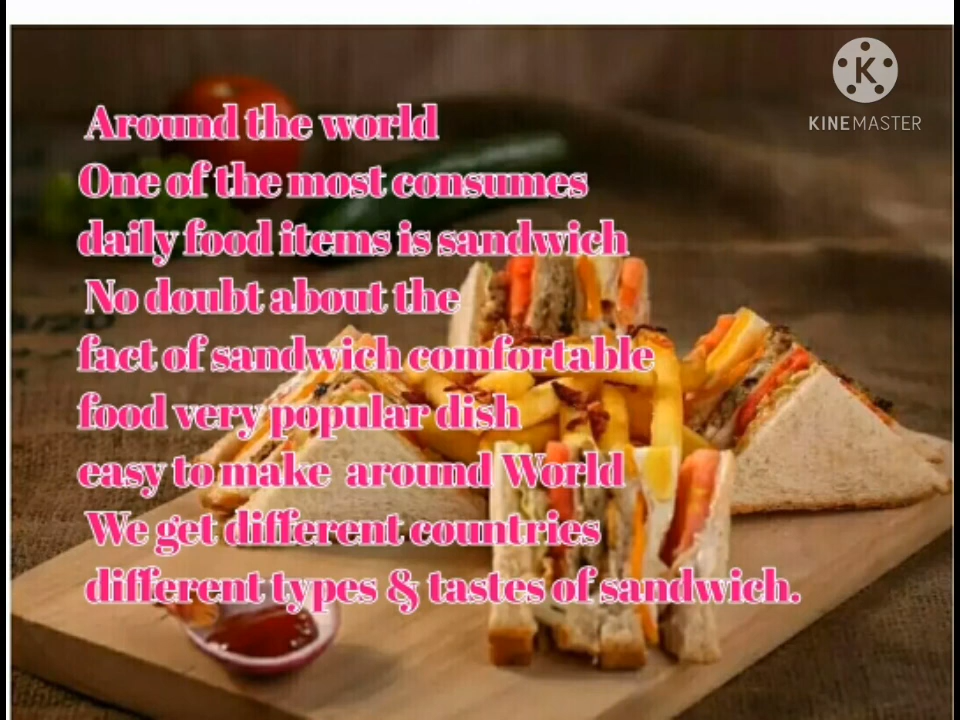 Around the world
One of the most consumes
daily food items is sandwich
No doubt about the
fact of sandwich comfortable
food very popular dish
easy to make around World
We get different countries
different types & tastes of sandwich.
K
KINEMASTER